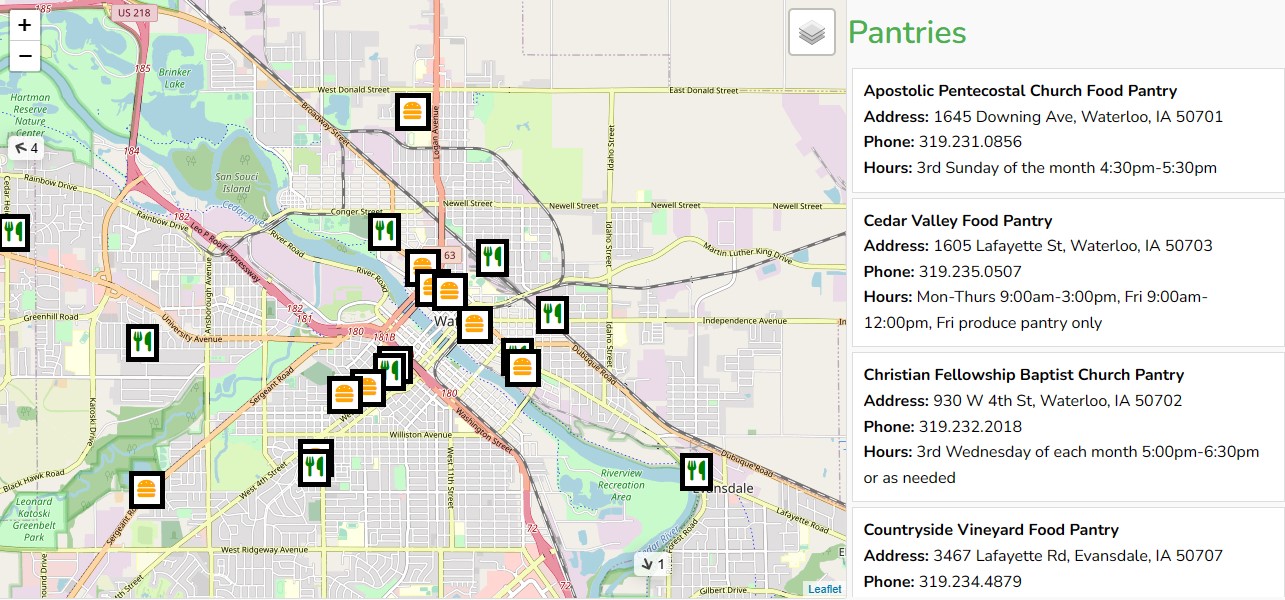 +
−
US 218
185
185
Brinker
Lake
Hartman
Reserve
Nature
Center
4
184
West Donald Street
East Donald Street
Broadway Street
Logan Avenue
Idaho Street
San Souci
Island
Rainbow Drive
Rainbow Drive
182
Cedar River
Conger Street
Newell Street
Newell Street
Newell Street
Newell Street
Leo P. Rooff Expressway
River Road
River Road
63
Idaho Street
Martin Luther King Drive
Ansborough Avenue
Greenhill Road
University Avenue
182
181
180
181B
Independence Avenue
Idaho Street
Dubuque Road
Sergeant Road
180
Washington Street
Katoski Drive
Williston Avenue
West 4th Street
West 11th Street
Black Hawk Road
Leonard
Katoski
Greenbelt
Park
Riverview
Recreation
Area
Dubuque Road
Evansdale
Lafayette Road
72
West Ridgeway Avenue
1
Gilbert Drive
Leaflet
Pantries
Apostolic Pentecostal Church Food Pantry
Address: 1645 Downing Ave, Waterloo, IA 50701
Phone: 319.231.0856
Hours: 3rd Sunday of the month 4:30pm-5:30pm
Cedar Valley Food Pantry
Address: 1605 Lafayette St, Waterloo, IA 50703
Phone: 319.235.0507
Hours: Mon-Thurs 9:00am-3:00pm, Fri 9:00am-
12:00pm, Fri produce pantry only
Christian Fellowship Baptist Church Pantry
Address: 930 W 4th St, Waterloo, IA 50702
Phone: 319.232.2018
Hours: 3rd Wednesday of each month 5:00pm-6:30pm
or as needed
Countryside Vineyard Food Pantry
Address: 3467 Lafayette Rd, Evansdale, IA 50707
Phone: 319.234.4879